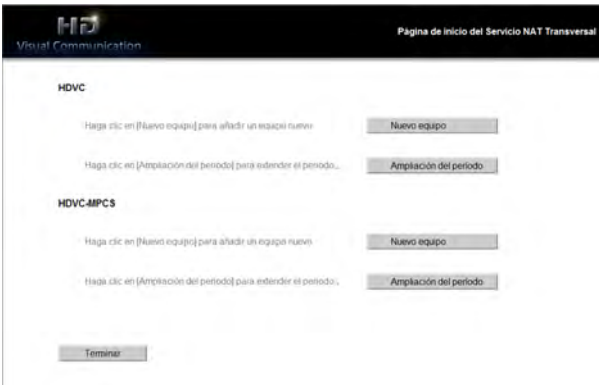 HD
Visual Communication
Página de inicio del Servicio NAT Transversal
HDVC
Haga clic en [Nuevo equipo] para añadir un equipo nuevo
Nuevo equipo
Haga clic en [Ampliación del periodo] para extender el periodo..
Ampliación del periodo
HDVC-MPCS
Haga clic en [Nuevo equipo] para añadir un equipo nuevo
Nuevo equipo
Haga clic en [Ampliación del periodo] para extender el periodo..
Ampliación del periodo
Terminar